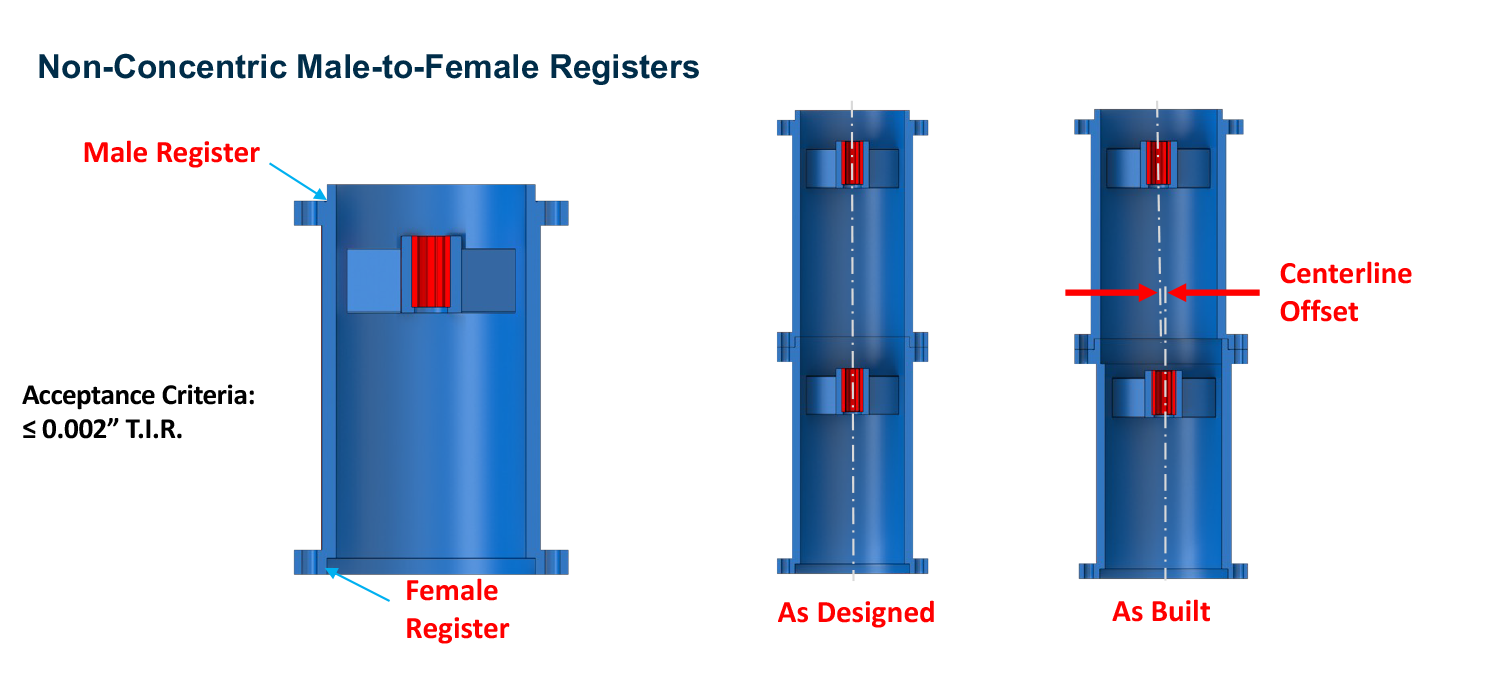 Non-Concentric Male-to-Female Registers
Male Register
Acceptance Criteria:
≤ 0.002” T.I.R.
Female
Register
As Designed
As Built
Centerline
Offset